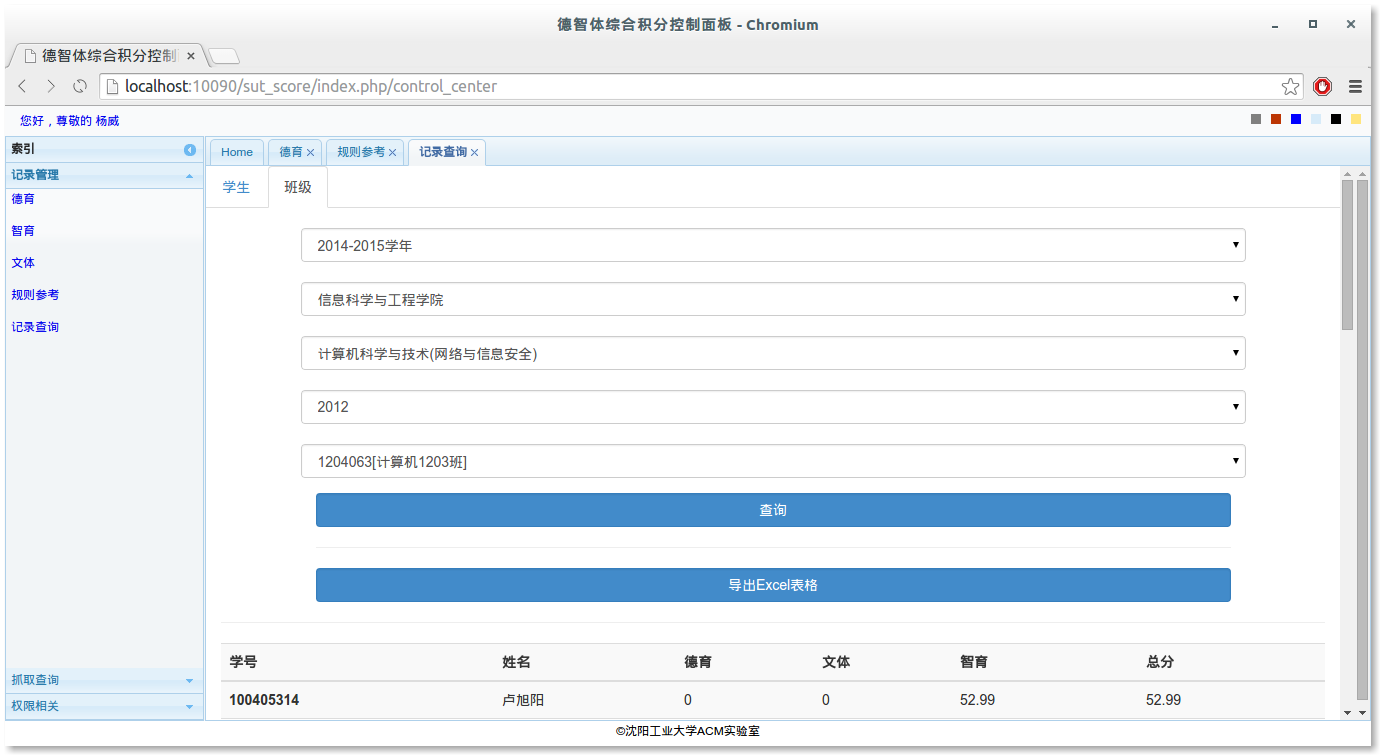 德智体综合积分控制面板 - Chromium
德智体综合积分控制
localhost:10090/sut_score/index.php/control_center
您好，尊敬的 杨威
索引
Home 德育 规则参考 记录查询
记录管理
德育
智育
文体
规则参考
记录查询
学生 班级
2014-2015学年
信息科学与工程学院
计算机科学与技术(网络与信息安全)
2012
1204063[计算机1203班]
查询
导出Excel表格
学号 姓名 德育 文体 智育 总分
100405314 卢旭阳 0 0 52.99 52.99
抓取查询
权限相关
©沈阳工业大学ACM实验室